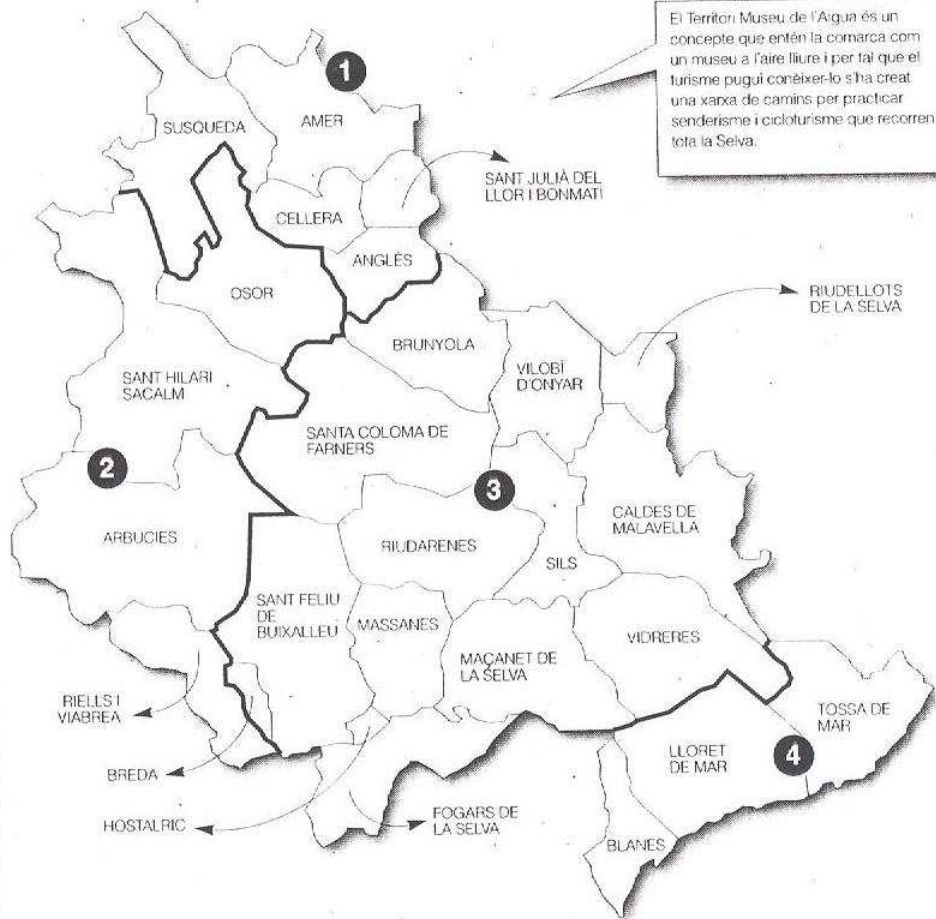 El Territori Museu de l'Aigua és un
concepte que entén la comarca com
un museu a l'aire lliure i per tal que el
turisme pugui conèixer-lo s'ha creat
una xarxa de camins per practicar
senderisme i cicloturisme que recorren
tota la Selva.
1
SUSQUEDA
AMER
SANT JULIÀ DEL
LLOR I BONMATÍ
CELLERA
ANGLÈS
OSOR
RIUDELLOTS
DE LA SELVA
BRUNYOLA
VILOBÍ
D'ONYAR
SANT HILARI
SACALM
SANTA COLOMA DE
FARNERS
2
3
CALDES DE
MALAVELLA
ARBUCIES
RIUDARENES
SILS
SANT FELIU
DE
BUIXALLEU
MASSANES
VIDRERES
MAÇANET DE
LA SELVA
RIELLS I
VIABREA
TOSSA DE
MAR
LLORET
DE MAR
4
BREDA
HOSTALRIC
FOGARS DE
LA SELVA
BLANES